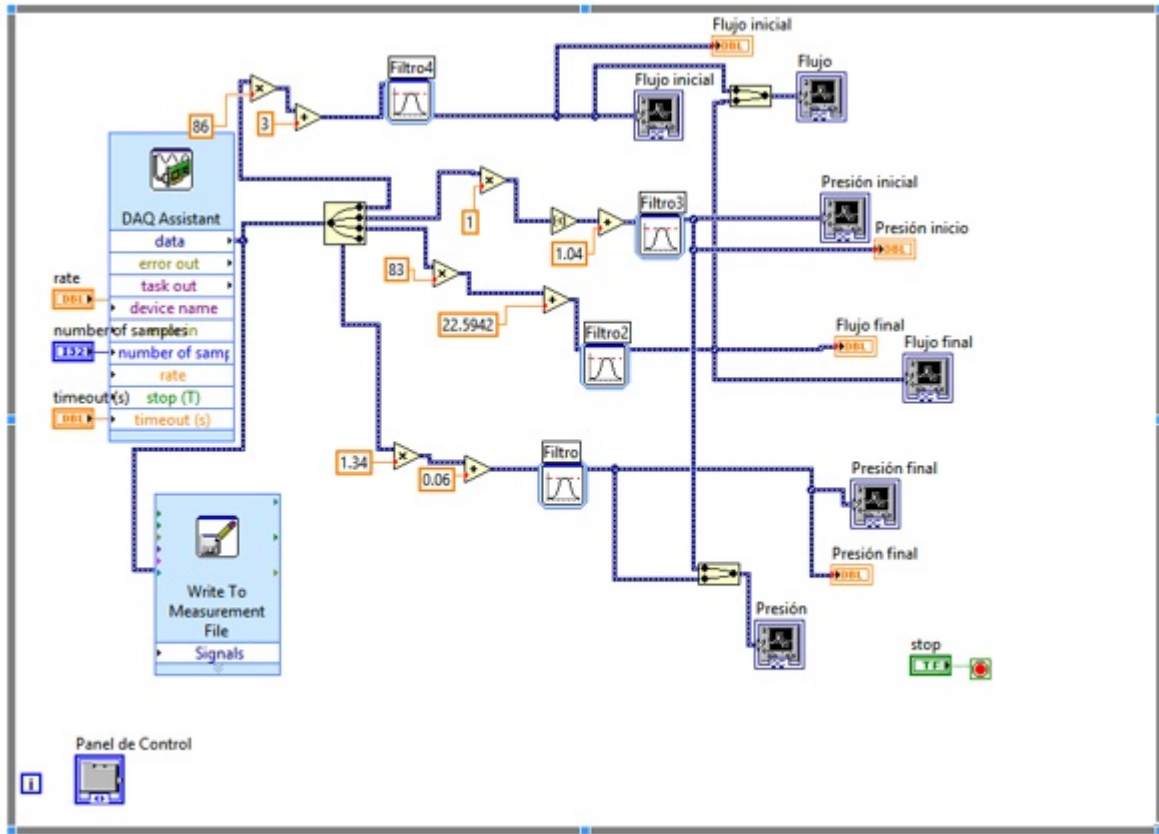 Flujo inicial
DBL
Filtro4
Flujo inicial
Flujo
86
3
DAQ Assistant
data
error out
task out
device name
rate
DBL
number of samples
I32
number of samp
rate
timeout (s)
DBL
stop (T)
timeout (s)
1
Filtro3
1.04
Presión inicial
Presión inicio
DBL
83
22.5942
Filtro2
Flujo final
DBL
Flujo final
1.34
0.06
Filtro
Presión final
Presión final
DBL
Presión
Write To
Measurement
File
Signals
stop
TF
Panel de Control
i